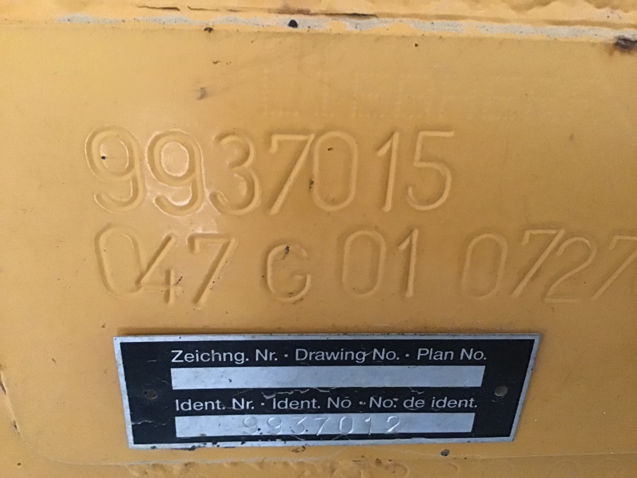 9937015
047 G 01 0727
Zeichng. Nr. · Drawing No. · Plan No.
Ident. Nr. · Ident. No · No. de ident.
9937012